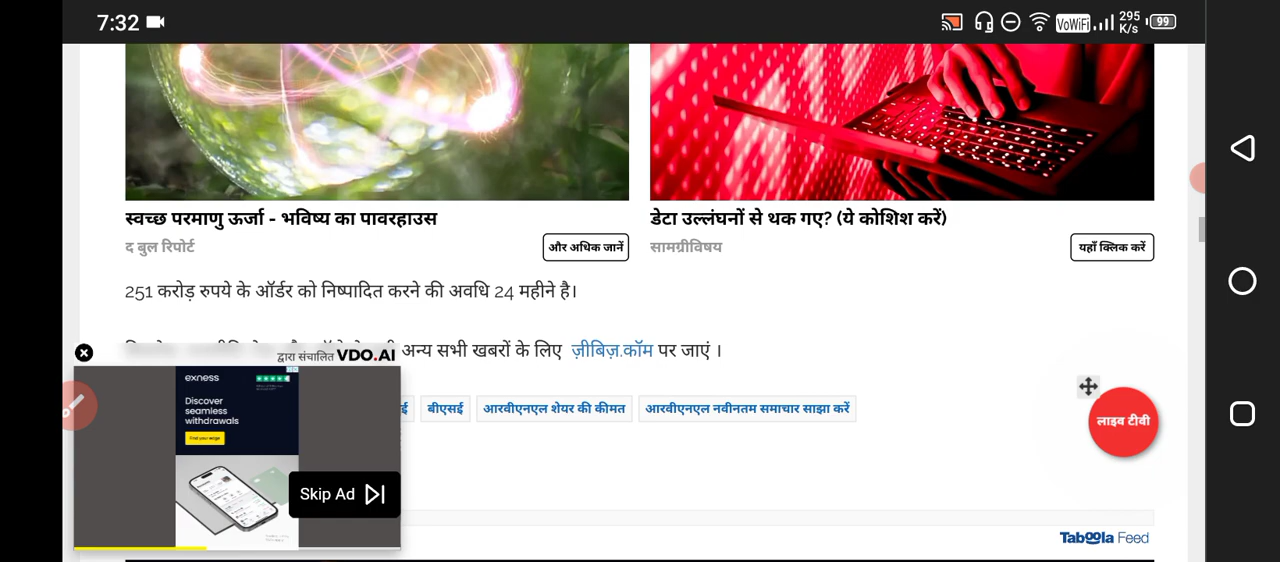 7:32
VoWiFi
295
K/s
99
स्वच्छ परमाणु ऊर्जा - भविष्य का पावरहाउस
द बुल रिपोर्ट
और अधिक जानें
डेटा उल्लंघनों से थक गए? (ये कोशिश करें)
सामग्रीविषय
यहाँ क्लिक करें
251 करोड़ रुपये के ऑर्डर को निष्पादित करने की अवधि 24 महीने है।
अन्य सभी खबरों के लिए ज़ीबिज़.कॉम पर जाएं ।
द्वारा संचालित VDO.AI
exness
Discover
seamless
withdrawals
Skip Ad
बीएसई
आरवीएनएल शेयर की कीमत
आरवीएनएल नवीनतम समाचार साझा करें
लाइव टीवी
Taboola Feed